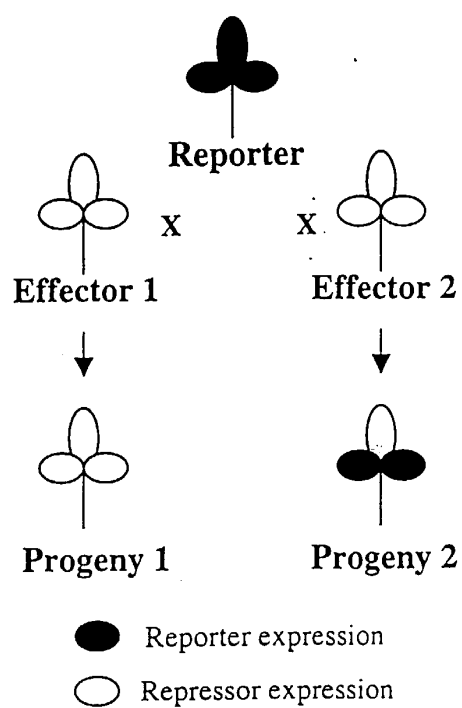 Reporter
X X
Effector 1 Effector 2
Progeny 1 Progeny 2
Reporter expression
Repressor expression